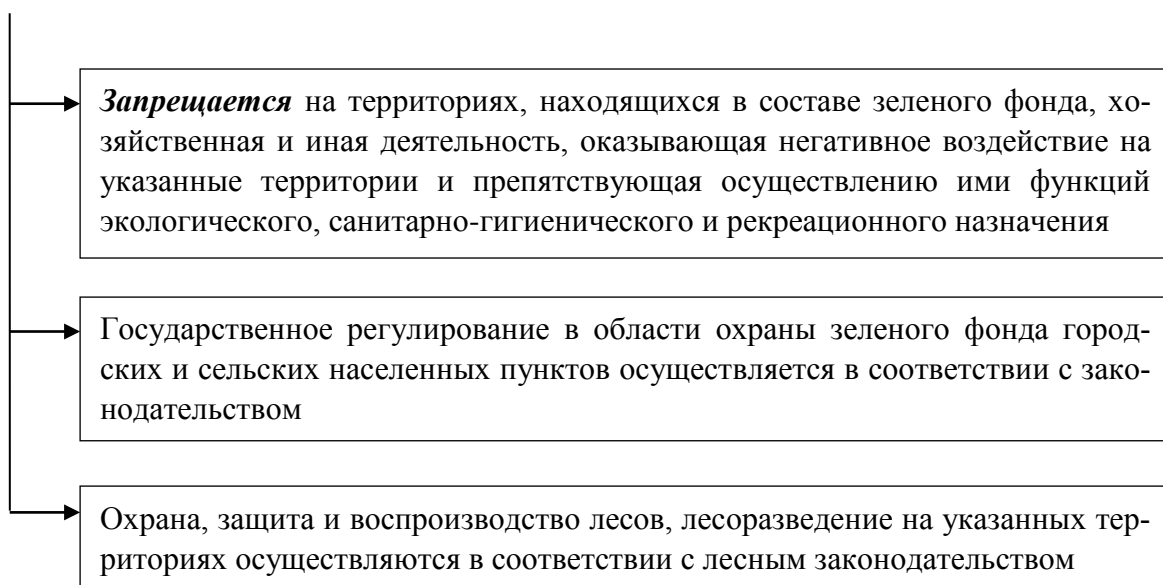 Запрещается на территориях, находящихся в составе зеленого фонда, хо-
зяйственная и иная деятельность, оказывающая негативное воздействие на
указанные территории и препятствующая осуществлению ими функций
экологического, санитарно-гигиенического и рекреационного назначения
Государственное регулирование в области охраны зеленого фонда город-
ских и сельских населенных пунктов осуществляется в соответствии с зако-
нодательством
Охрана, защита и воспроизводство лесов, лесоразведение на указанных тер-
риториях осуществляются в соответствии с лесным законодательством